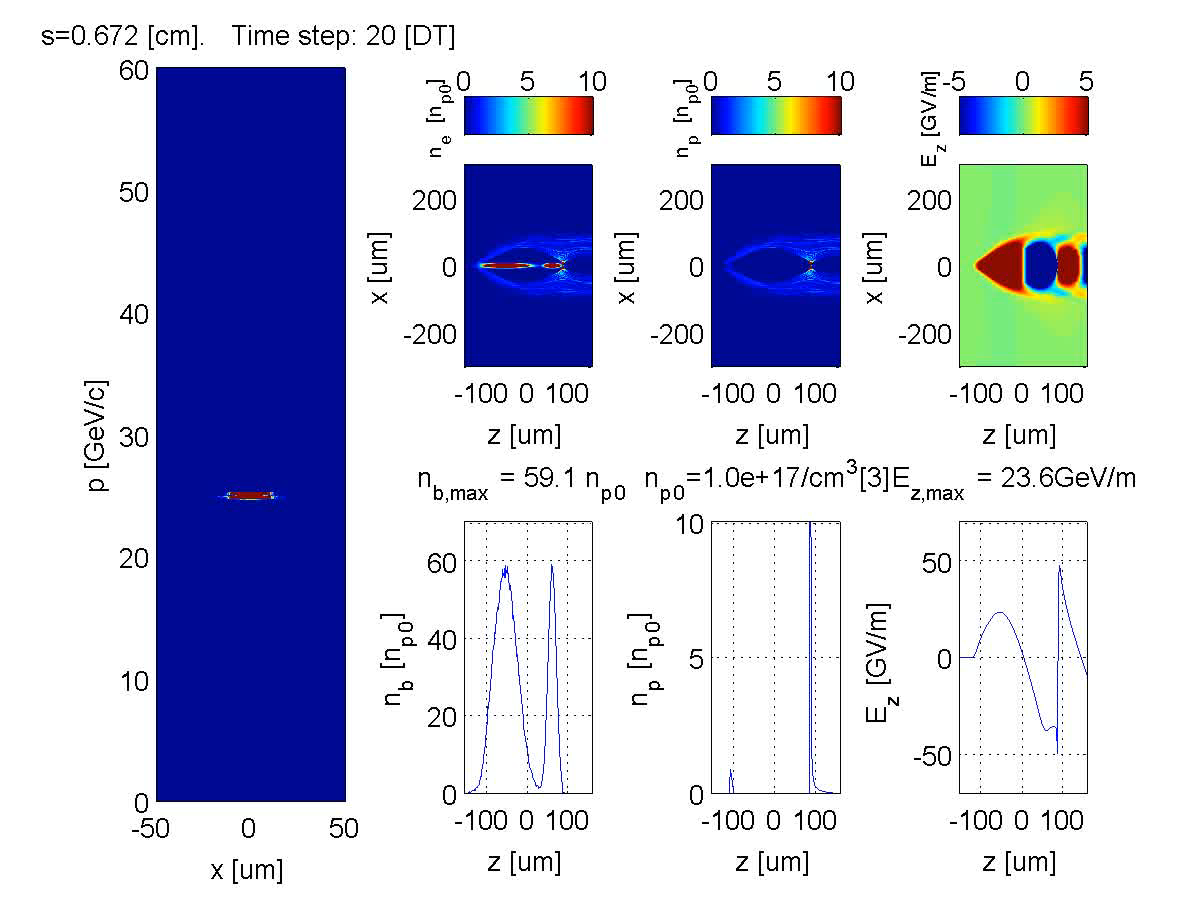 s=0.672 [cm].   Time step: 20 [DT]
60
50
40
30
20
10
0
p [GeV/c]
-50 0 50
x [um]
0 5 10
n_e [n_p0]
200
0
-200
x [um]
-100 0 100
z [um]
0 5 10
n_p [n_p0]
200
0
-200
x [um]
-100 0 100
z [um]
-5 0 5
E_z [GV/m]
200
0
-200
x [um]
-100 0 100
z [um]
n_b,max = 59.1 n_p0
n_p0=1.0e+17/cm^3[3]
E_z,max = 23.6GeV/m
60
40
20
0
n_b [n_p0]
-100 0 100
z [um]
10
5
0
n_p [n_p0]
-100 0 100
z [um]
50
0
-50
E_z [GV/m]
-100 0 100
z [um]